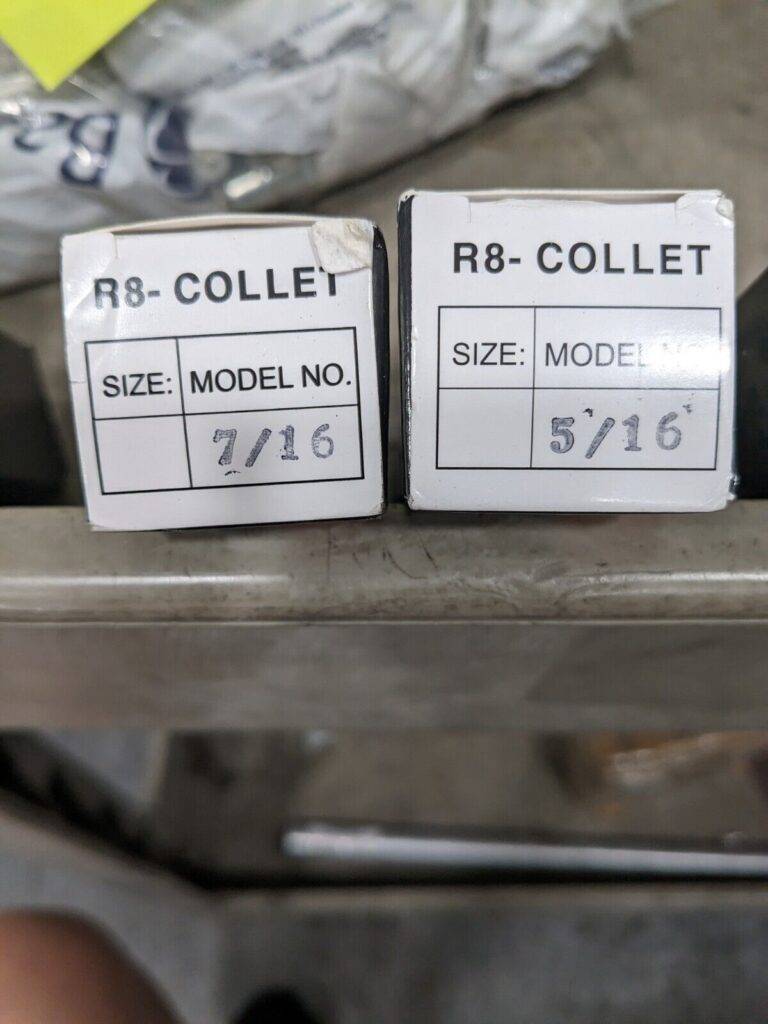 R8- COLLET
SIZE: MODEL NO.
7/16
R8- COLLET
SIZE: MODEL
5/16